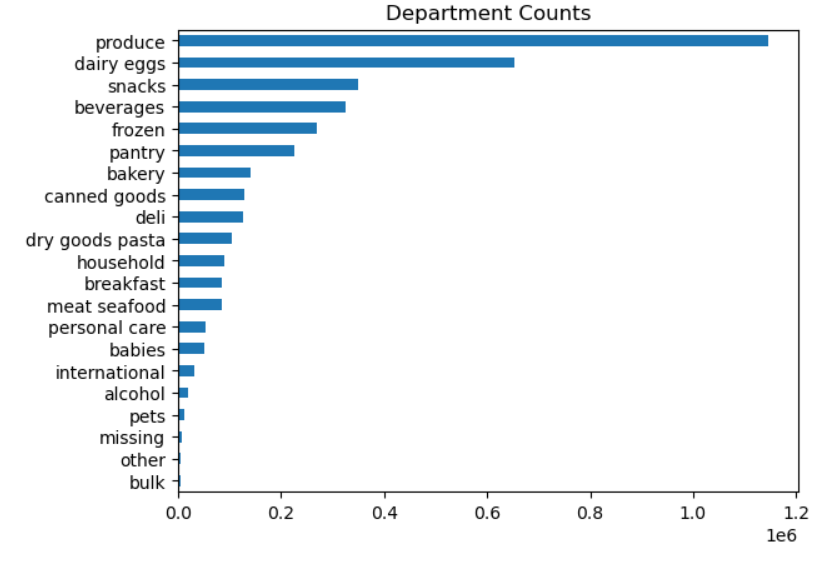 Department Counts
produce
dairy eggs
snacks
beverages
frozen
pantry
bakery
canned goods
deli
dry goods pasta
household
breakfast
meat seafood
personal care
babies
international
alcohol
pets
missing
other
bulk
0.0 0.2 0.4 0.6 0.8 1.0 1.2
1e6